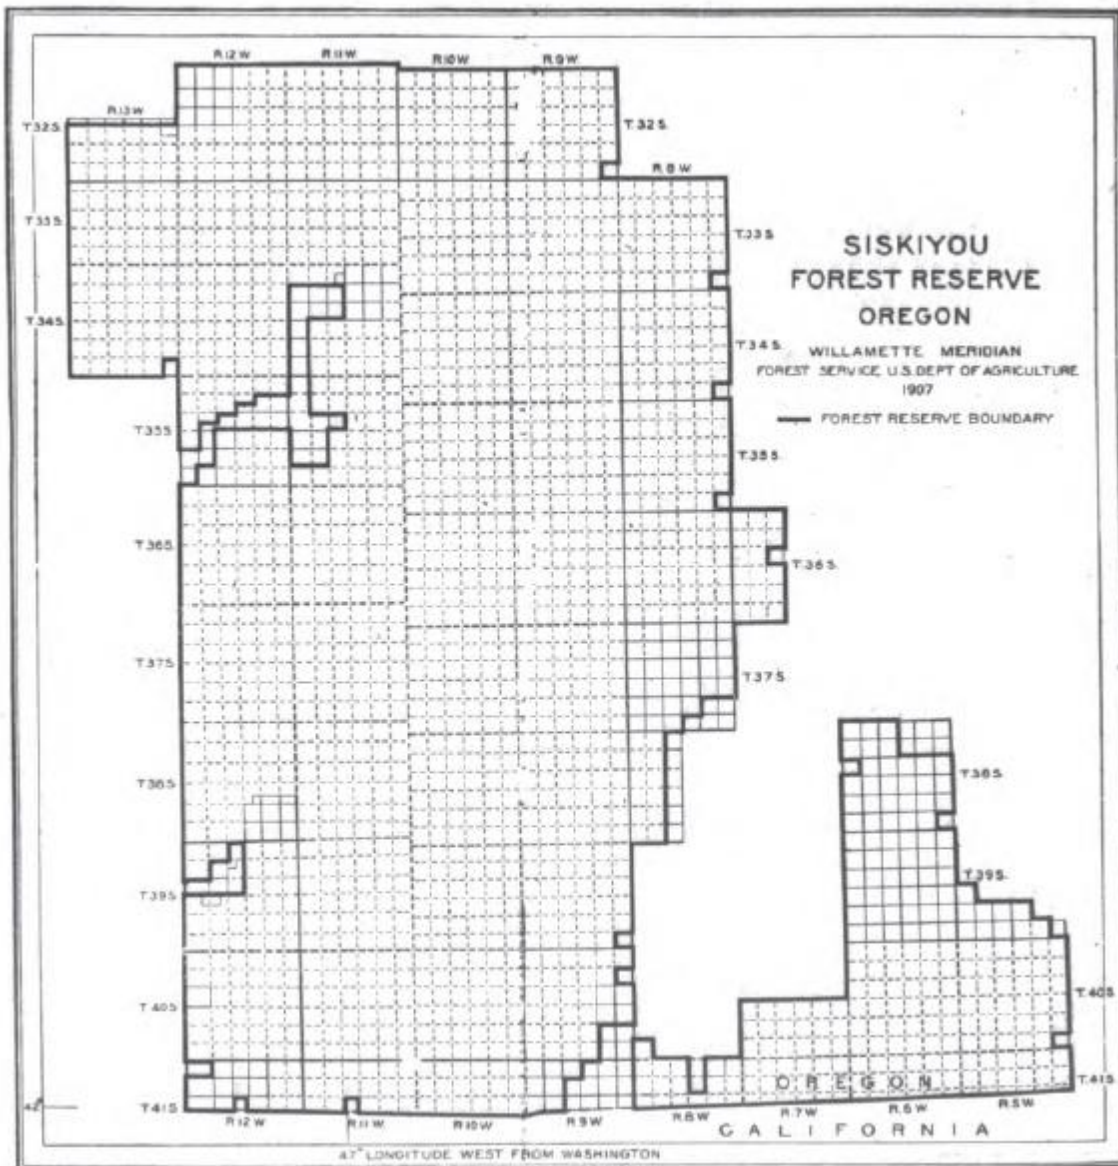 R.12W. R.11W. R.10W. R.9W.
R.13W
T.32S. T.32S.
R.8W.
T.33S. T.33S.
SISKIYOU
FOREST RESERVE
OREGON
T.34S. T.34S.
WILLAMETTE MERIDIAN
FOREST SERVICE U.S. DEPT OF AGRICULTURE
1907
FOREST RESERVE BOUNDARY
T.35S. T.35S.
T.36S. T.36S.
T.37S. T.37S.
T.38S. T.38S.
T.39S. T.39S.
T.40S. T.40S.
OREGON T.41S.
42° T.41S.
R.12W. R.11W. R.10W. R.9W. R.8W. R.7W. R.6W. R.5W.
CALIFORNIA
47° LONGITUDE WEST FROM WASHINGTON